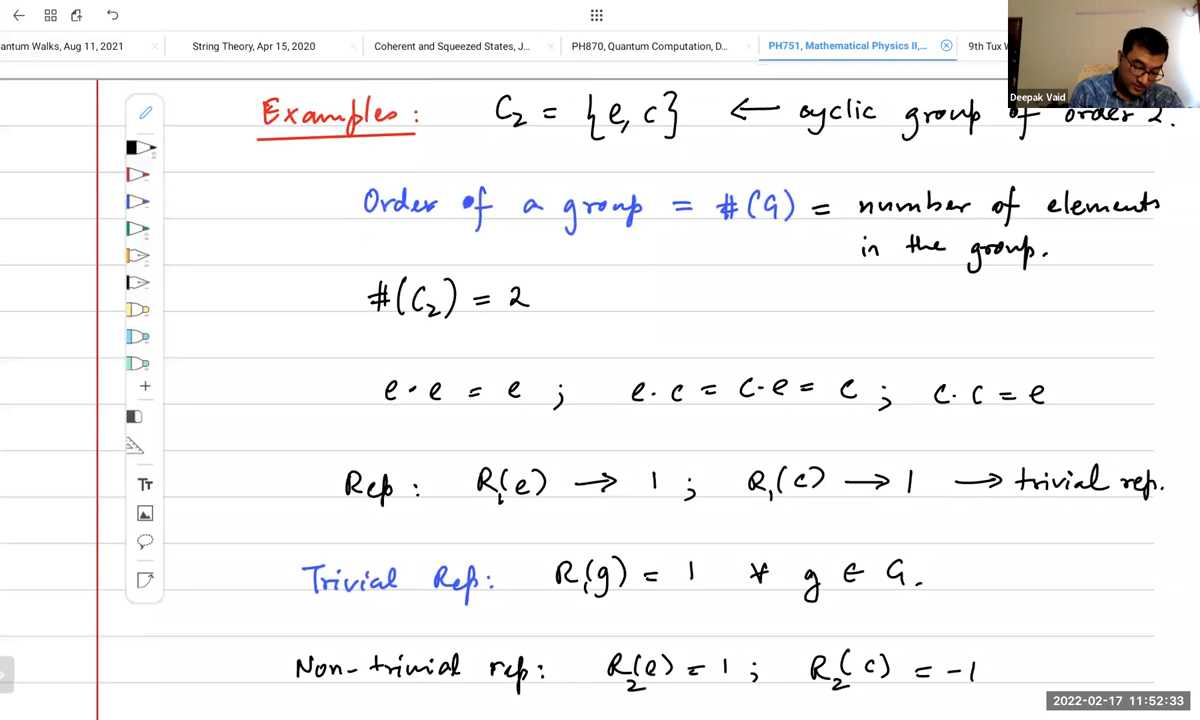 antum Walks, Aug 11, 2021 String Theory, Apr 15, 2020 Coherent and Squeezed States, J... PH870, Quantum Computation, D... PH751, Mathematical Physics II,... 9th Tux W
Deepak Vaid
Examples: C₂ = {e, c} ← cyclic group of order 2.
Order of a group = #(G) = number of elements
in the group.
#(C₂) = 2
e·e = e ; e·c = c·e = c ; c·c = e
Rep: R₁(e) → 1 ; R₁(c) → 1 → trivial rep.
Trivial Rep: R₁(g) = 1 ∀ g ∈ G.
Non-trivial rep: R₂(e) = 1 ; R₂(c) = -1
Tт
2022-02-17 11:52:33